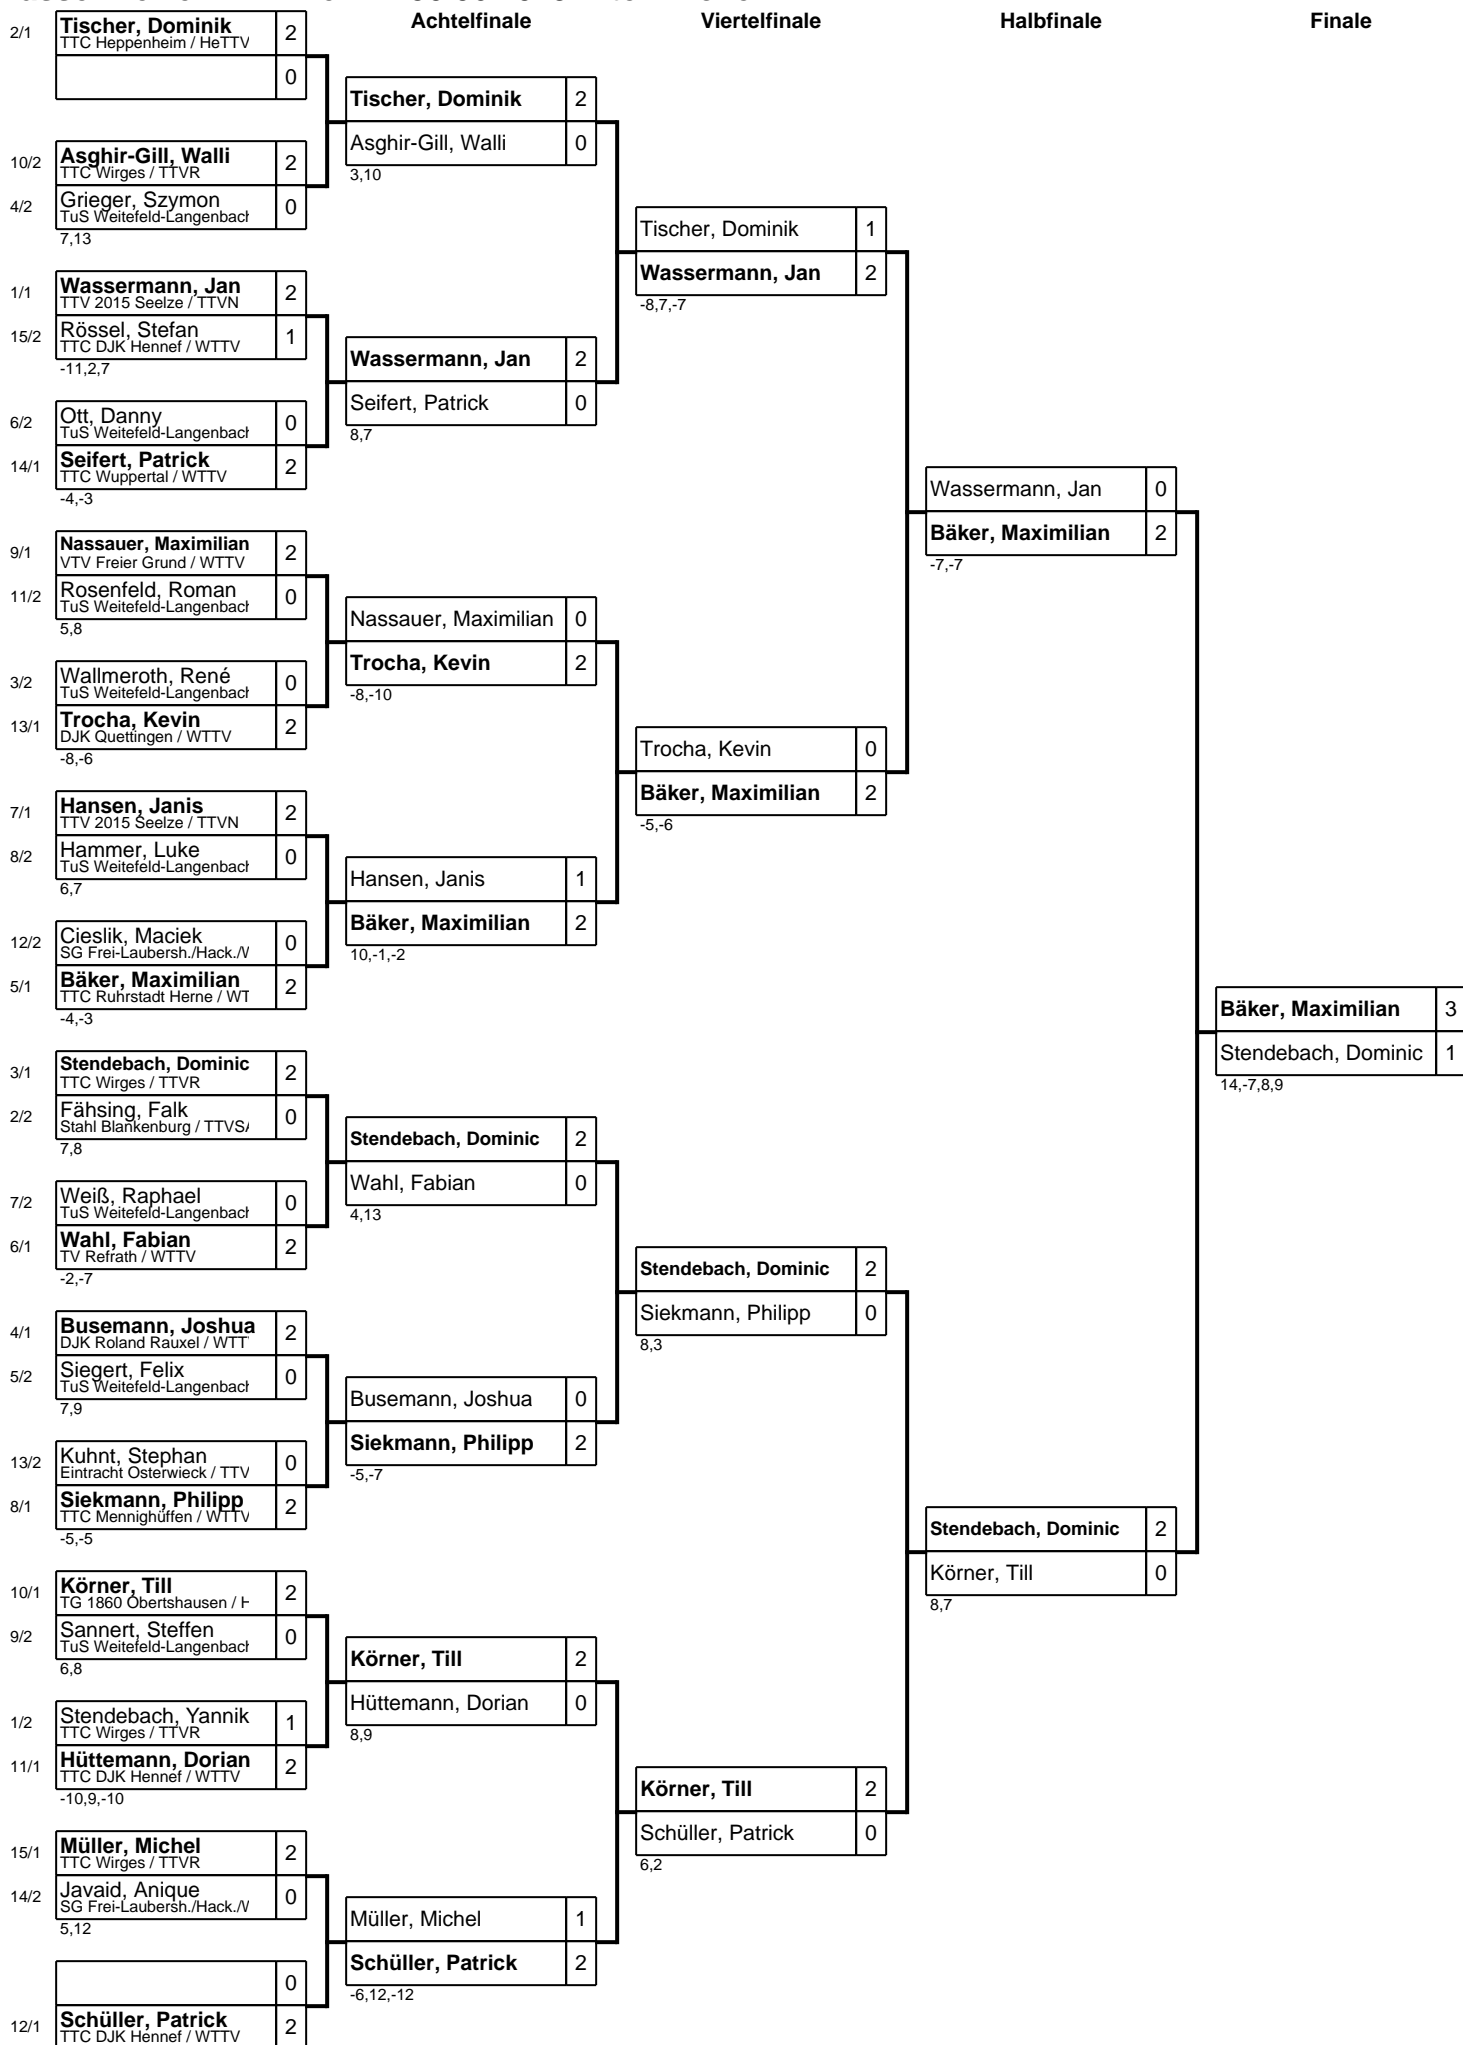 Achtelfinale
Viertelfinale
Halbfinale
Finale
2/1 Tischer, Dominik 2
TTC Heppenheim / HeTTV
0
10/2 Asghir-Gill, Walli 2
TTC Wirges / TTVR
4/2 Grieger, Szymon 0
TuS Weitefeld-Langenbach
7,13
1/1 Wassermann, Jan 2
TTV 2015 Seelze / TTVN
15/2 Rössel, Stefan 1
TTC DJK Hennef / WTTV
-11,2,7
6/2 Ott, Danny 0
TuS Weitefeld-Langenbach
14/1 Seifert, Patrick 2
TTC Wuppertal / WTTV
-4,-3
9/1 Nassauer, Maximilian 2
VTV Freier Grund / WTTV
11/2 Rosenfeld, Roman 0
TuS Weitefeld-Langenbach
5,8
3/2 Wallmeroth, René 0
TuS Weitefeld-Langenbach
13/1 Trocha, Kevin 2
DJK Quettingen / WTTV
-8,-6
7/1 Hansen, Janis 2
TTV 2015 Seelze / TTVN
8/2 Hammer, Luke 0
TuS Weitefeld-Langenbach
6,7
12/2 Cieslik, Maciek 0
SG Frei-Laubersh./Hack./
5/1 Bäker, Maximilian 2
TTC Ruhrstadt Herne / WT
-4,-3
3/1 Stendebach, Dominic 2
TTC Wirges / TTVR
2/2 Fähsing, Falk 0
Stahl Blankenburg / TTVS
7,8
7/2 Weiß, Raphael 0
TuS Weitefeld-Langenbach
6/1 Wahl, Fabian 2
TV Refrath / WTTV
-2,-7
4/1 Busemann, Joshua 2
DJK Roland Rauxel / WTT
5/2 Siegert, Felix 0
TuS Weitefeld-Langenbach
7,9
13/2 Kuhnt, Stephan 0
Eintracht Osterwieck / TTV
8/1 Siekmann, Philipp 2
TTC Mennighüffen / WTTV
-5,-5
10/1 Körner, Till 2
TG 1860 Obertshausen / H
9/2 Sannert, Steffen 0
TuS Weitefeld-Langenbach
6,8
1/2 Stendebach, Yannik 1
TTC Wirges / TTVR
11/1 Hüttemann, Dorian 2
TTC DJK Hennef / WTTV
-10,9,-10
15/1 Müller, Michel 2
TTC Wirges / TTVR
14/2 Javaid, Anique 0
SG Frei-Laubersh./Hack./
5,12
0
12/1 Schüller, Patrick 2
TTC DJK Hennef / WTTV
Tischer, Dominik 2
Asghir-Gill, Walli 0
3,10
Wassermann, Jan 2
Seifert, Patrick 0
8,7
Nassauer, Maximilian 0
Trocha, Kevin 2
-8,-10
Hansen, Janis 1
Bäker, Maximilian 2
10,-1,-2
Stendebach, Dominic 2
Wahl, Fabian 0
4,13
Busemann, Joshua 0
Siekmann, Philipp 2
-5,-7
Körner, Till 2
Hüttemann, Dorian 0
8,9
Müller, Michel 1
Schüller, Patrick 2
-6,12,-12
Tischer, Dominik 1
Wassermann, Jan 2
-8,7,-7
Trocha, Kevin 0
Bäker, Maximilian 2
-5,-6
Stendebach, Dominic 2
Siekmann, Philipp 0
8,3
Körner, Till 2
Schüller, Patrick 0
6,2
Wassermann, Jan 0
Bäker, Maximilian 2
-7,-7
Stendebach, Dominic 2
Körner, Till 0
8,7
Bäker, Maximilian 3
Stendebach, Dominic 1
14,-7,8,9